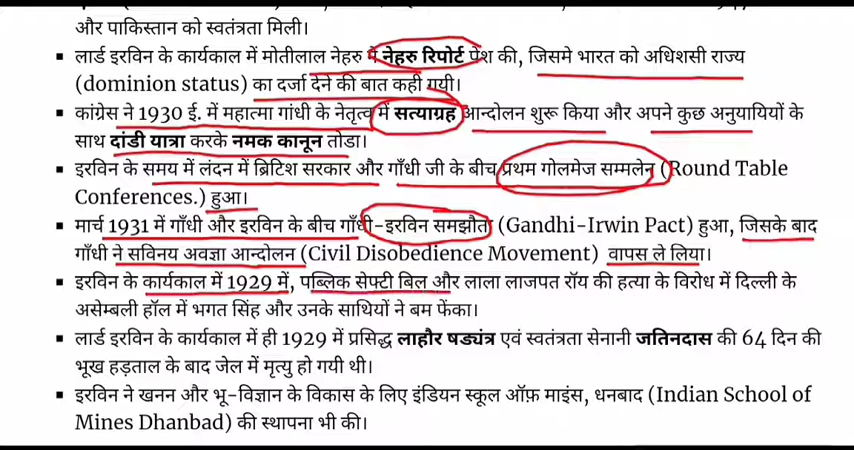 और पाकिस्तान को स्वतंत्रता मिली।
▪ लार्ड इरविन के कार्यकाल में मोतीलाल नेहरु ने नेहरु रिपोर्ट पेश की, जिसमे भारत को अधिशसी राज्य
(dominion status) का दर्जा देने की बात कही गयी।
▪ कांग्रेस ने 1930 ई. में महात्मा गांधी के नेतृत्व में सत्याग्रह आन्दोलन शुरू किया और अपने कुछ अनुयायियों के
साथ दांडी यात्रा करके नमक कानून तोडा।
▪ इरविन के समय में लंदन में ब्रिटिश सरकार और गाँधी जी के बीच प्रथम गोलमेज सम्मलेन (Round Table
Conferences.) हुआ।
▪ मार्च 1931 में गाँधी और इरविन के बीच गाँधी-इरविन समझौता (Gandhi-Irwin Pact) हुआ, जिसके बाद
गाँधी ने सविनय अवज्ञा आन्दोलन (Civil Disobedience Movement) वापस ले लिया।
▪ इरविन के कार्यकाल में 1929 में, पब्लिक सेफ्टी बिल और लाला लाजपत रॉय की हत्या के विरोध में दिल्ली के
असेम्बली हॉल में भगत सिंह और उनके साथियों ने बम फेंका।
▪ लार्ड इरविन के कार्यकाल में ही 1929 में प्रसिद्ध लाहौर षड्यंत्र एवं स्वतंत्रता सेनानी जतिनदास की 64 दिन की
भूख हड़ताल के बाद जेल में मृत्यु हो गयी थी।
▪ इरविन ने खनन और भू-विज्ञान के विकास के लिए इंडियन स्कूल ऑफ़ माइंस, धनबाद (Indian School of
Mines Dhanbad) की स्थापना भी की।